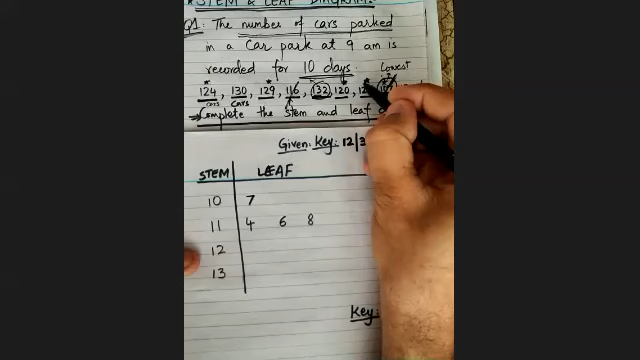 STEM & LEAF DIAGRAM:
Q1: The number of cars parked
in a car park at 9 am is
recorded for 10 days.
Lowest
124, 130, 129, 116, 132, 120,
cars cars
Complete the stem and leaf
Given: Key: 12|3
STEM LEAF
10 7
11 4 6 8
12
13
Key: